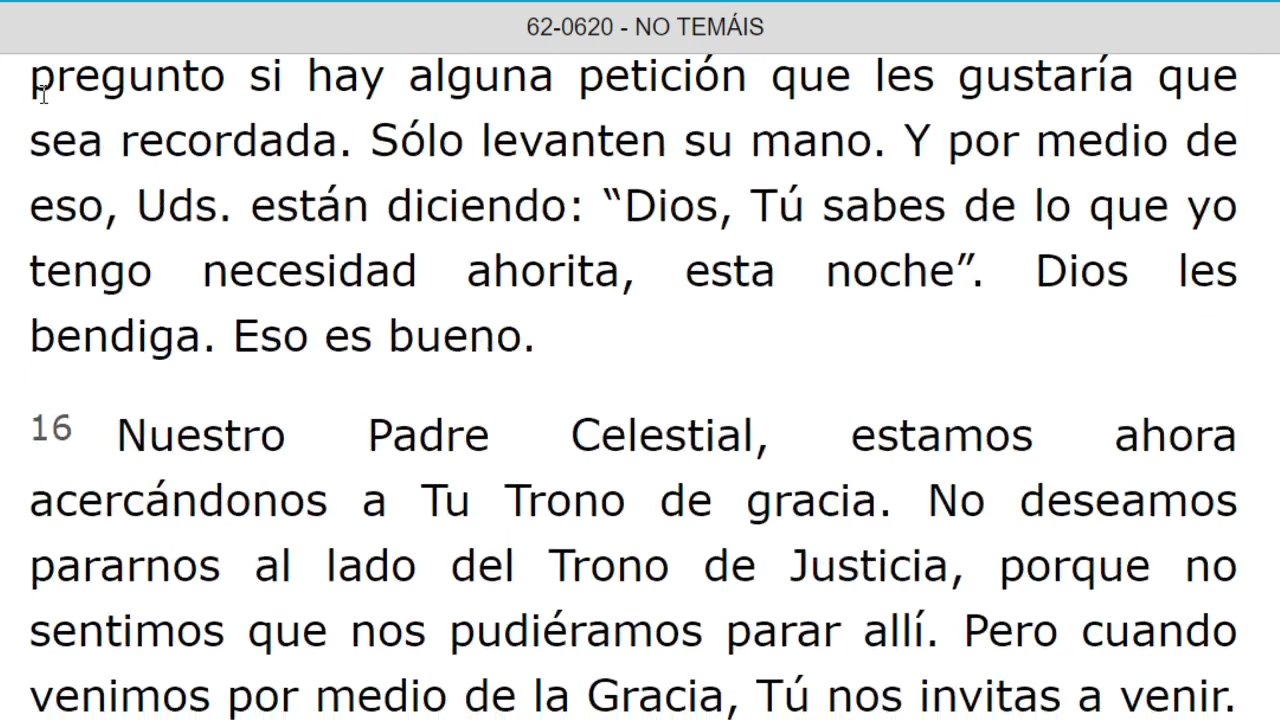 62-0620 - NO TEMÁIS
pregunto si hay alguna petición que les gustaría que
sea recordada. Sólo levanten su mano. Y por medio de
eso, Uds. están diciendo: “Dios, Tú sabes de lo que yo
tengo necesidad ahorita, esta noche”. Dios les
bendiga. Eso es bueno.
16 Nuestro Padre Celestial, estamos ahora
acercándonos a Tu Trono de gracia. No deseamos
pararnos al lado del Trono de Justicia, porque no
sentimos que nos pudiéramos parar allí. Pero cuando
venimos por medio de la Gracia, Tú nos invitas a venir.